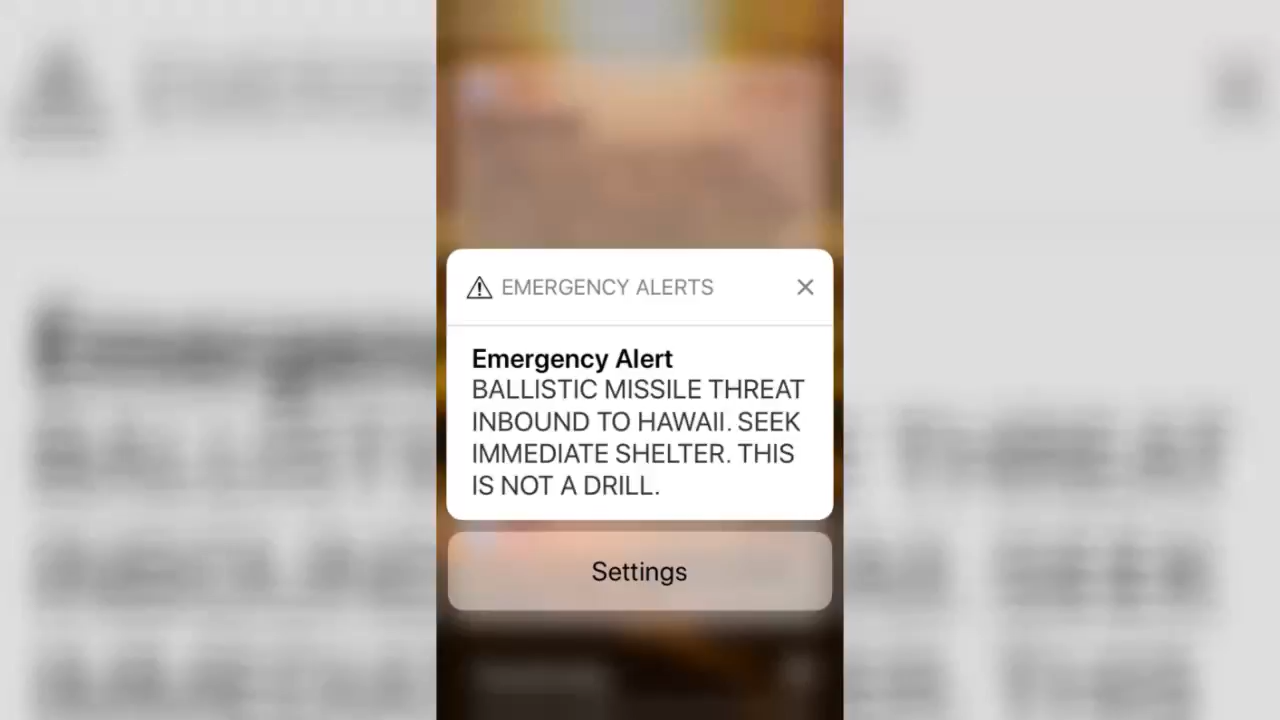 EMERGENCY ALERTS
Emergency Alert
BALLISTIC MISSILE THREAT
INBOUND TO HAWAII. SEEK
IMMEDIATE SHELTER. THIS
IS NOT A DRILL.
Settings